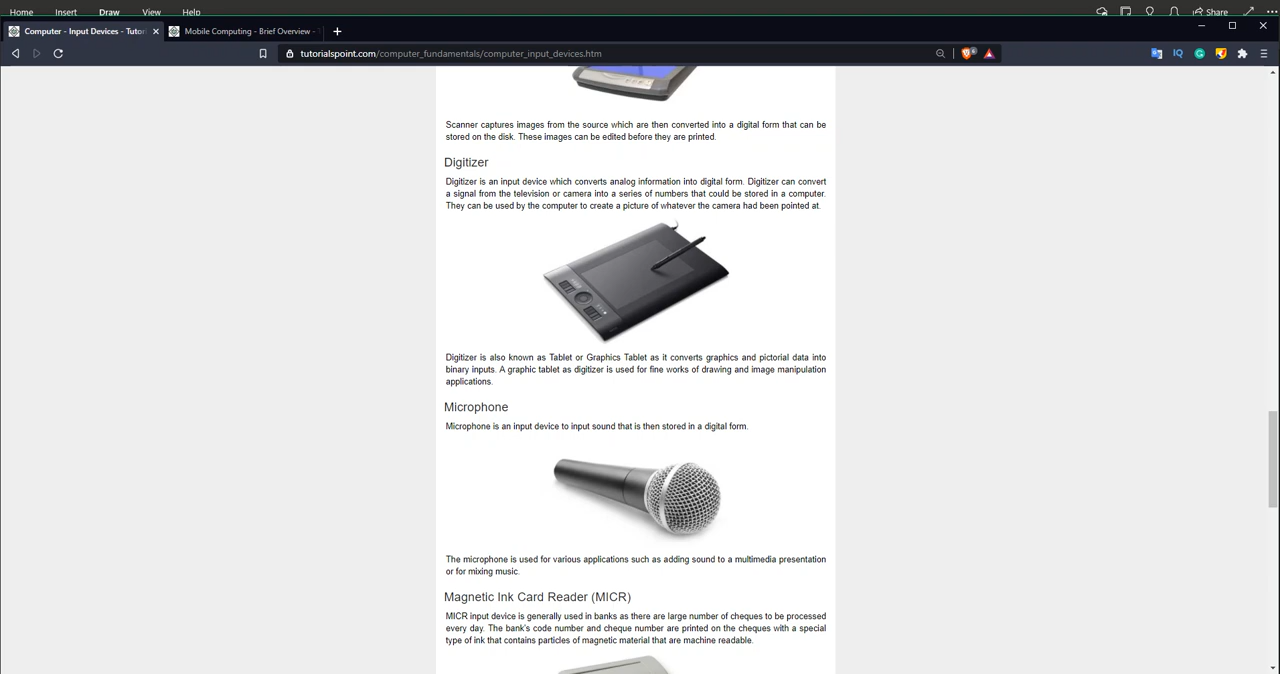 Home Insert Draw View Help Share
Computer - Input Devices - Tutori Mobile Computing - Brief Overview -
tutorialspoint.com/computer_fundamentals/computer_input_devices.htm
Scanner captures images from the source which are then converted into a digital form that can be
stored on the disk. These images can be edited before they are printed.
Digitizer
Digitizer is an input device which converts analog information into digital form. Digitizer can convert
a signal from the television or camera into a series of numbers that could be stored in a computer.
They can be used by the computer to create a picture of whatever the camera had been pointed at.
Digitizer is also known as Tablet or Graphics Tablet as it converts graphics and pictorial data into
binary inputs. A graphic tablet as digitizer is used for fine works of drawing and image manipulation
applications.
Microphone
Microphone is an input device to input sound that is then stored in a digital form.
The microphone is used for various applications such as adding sound to a multimedia presentation
or for mixing music.
Magnetic Ink Card Reader (MICR)
MICR input device is generally used in banks as there are large number of cheques to be processed
every day. The bank's code number and cheque number are printed on the cheques with a special
type of ink that contains particles of magnetic material that are machine readable.